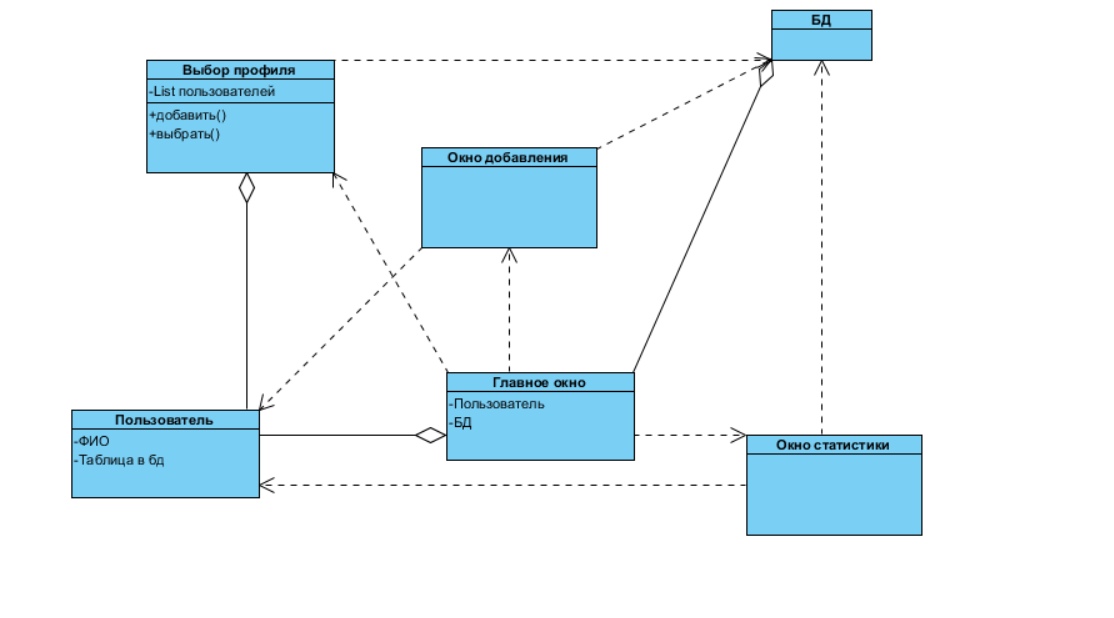 БД
Выбор профиля
-List пользователей
+добавить()
+выбрать()
Окно добавления
Главное окно
-Пользователь
-БД
Пользователь
-ФИО
-Таблица в бд
Окно статистики